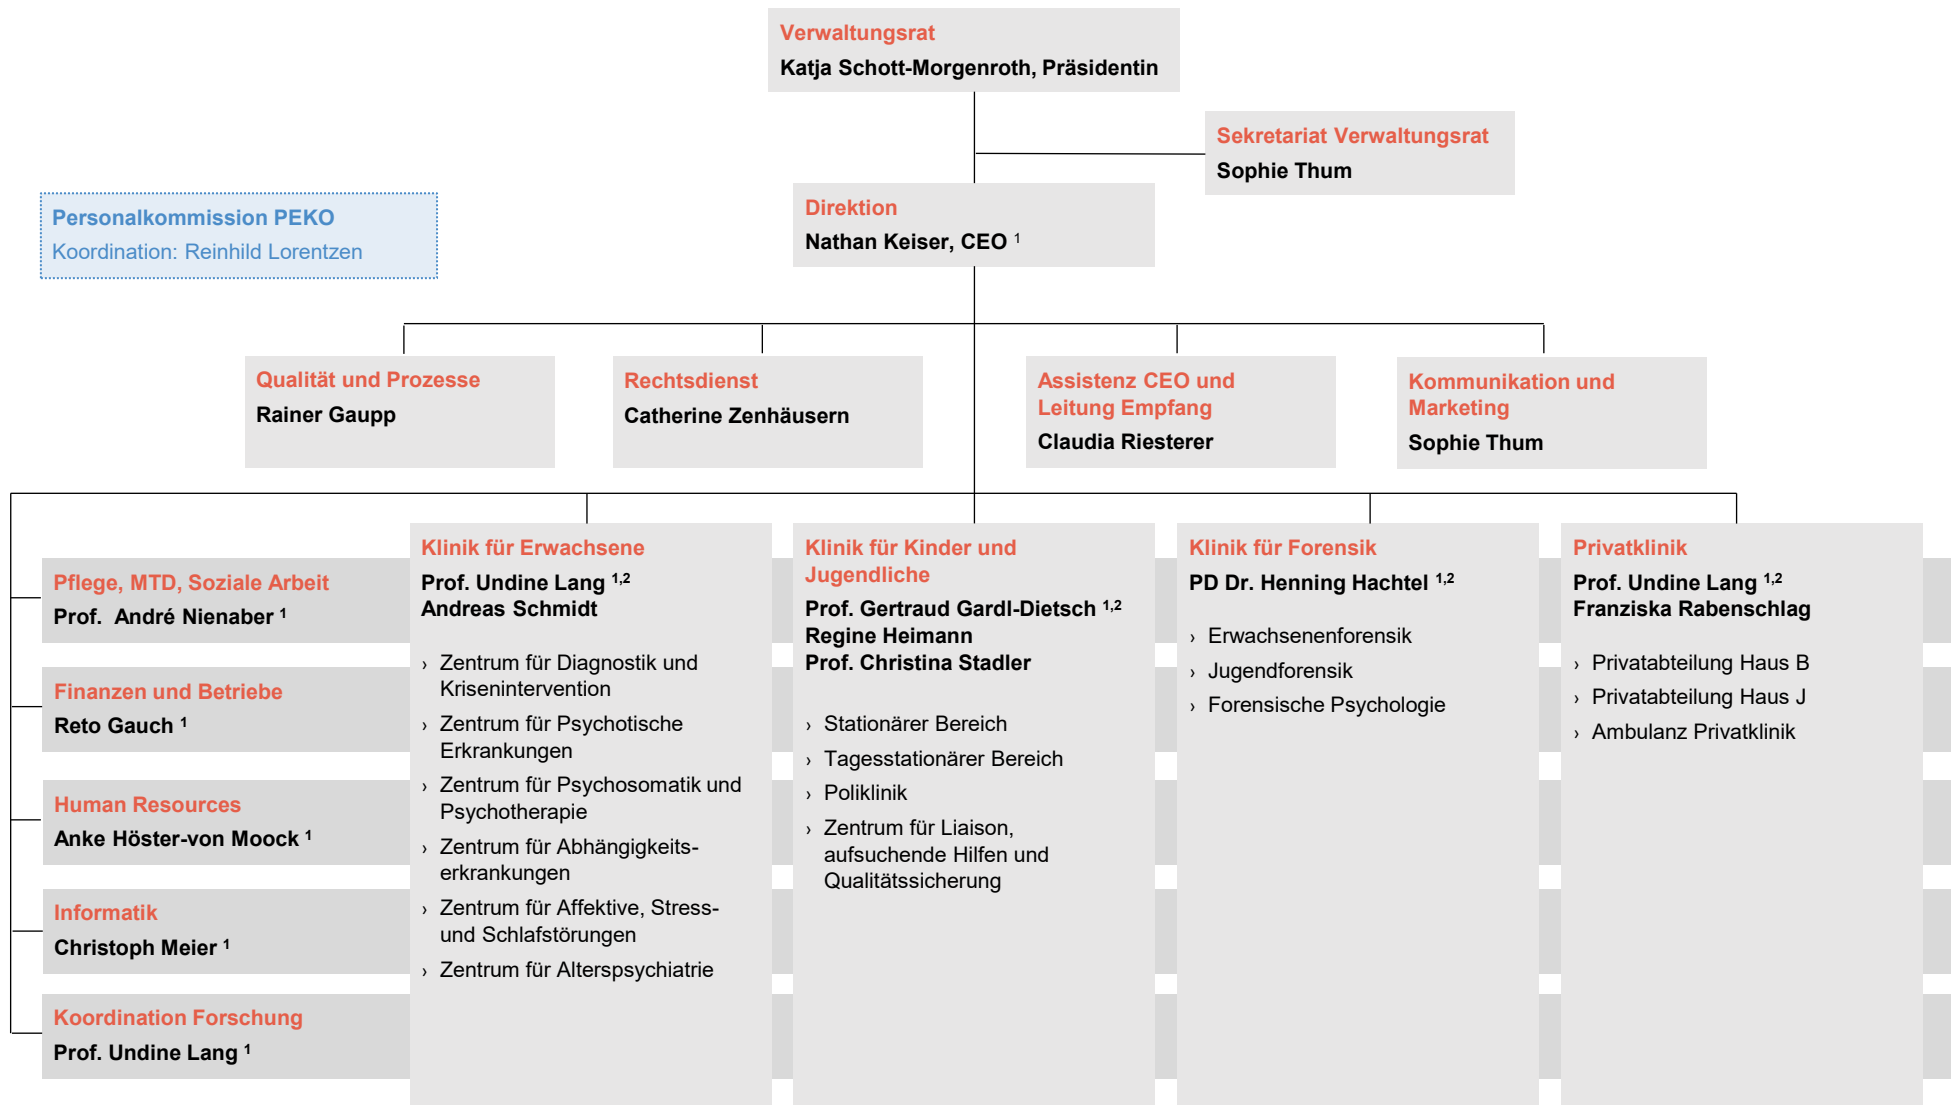 Verwaltungsrat
Katja Schott-Morgenroth, Präsidentin
Sekretariat Verwaltungsrat
Sophie Thum
Personalkommission PEKO
Koordination: Reinhild Lorentzen
Direktion
Nathan Keiser, CEO ¹
Qualität und Prozesse
Rainer Gaupp
Rechtsdienst
Catherine Zenhäusern
Assistenz CEO und
Leitung Empfang
Claudia Riesterer
Kommunikation und
Marketing
Sophie Thum
Pflege, MTD, Soziale Arbeit
Prof. André Nienaber ¹
Finanzen und Betriebe
Reto Gauch ¹
Human Resources
Anke Höster-von Moock ¹
Informatik
Christoph Meier ¹
Koordination Forschung
Prof. Undine Lang ¹
Klinik für Erwachsene
Prof. Undine Lang ¹,²
Andreas Schmidt
› Zentrum für Diagnostik und
Krisenintervention
› Zentrum für Psychotische
Erkrankungen
› Zentrum für Psychosomatik und
Psychotherapie
› Zentrum für Abhängigkeits-
erkrankungen
› Zentrum für Affektive, Stress-
und Schlafstörungen
› Zentrum für Alterspsychiatrie
Klinik für Kinder und
Jugendliche
Prof. Gertraud Gardl-Dietsch ¹,²
Regine Heimann
Prof. Christina Stadler
› Stationärer Bereich
› Tagesstationärer Bereich
› Poliklinik
› Zentrum für Liaison,
aufsuchende Hilfen und
Qualitätssicherung
Klinik für Forensik
PD Dr. Henning Hachtel ¹,²
› Erwachsenenforensik
› Jugendforensik
› Forensische Psychologie
Privatklinik
Prof. Undine Lang ¹,²
Franziska Rabenschlag
› Privatabteilung Haus B
› Privatabteilung Haus J
› Ambulanz Privatklinik